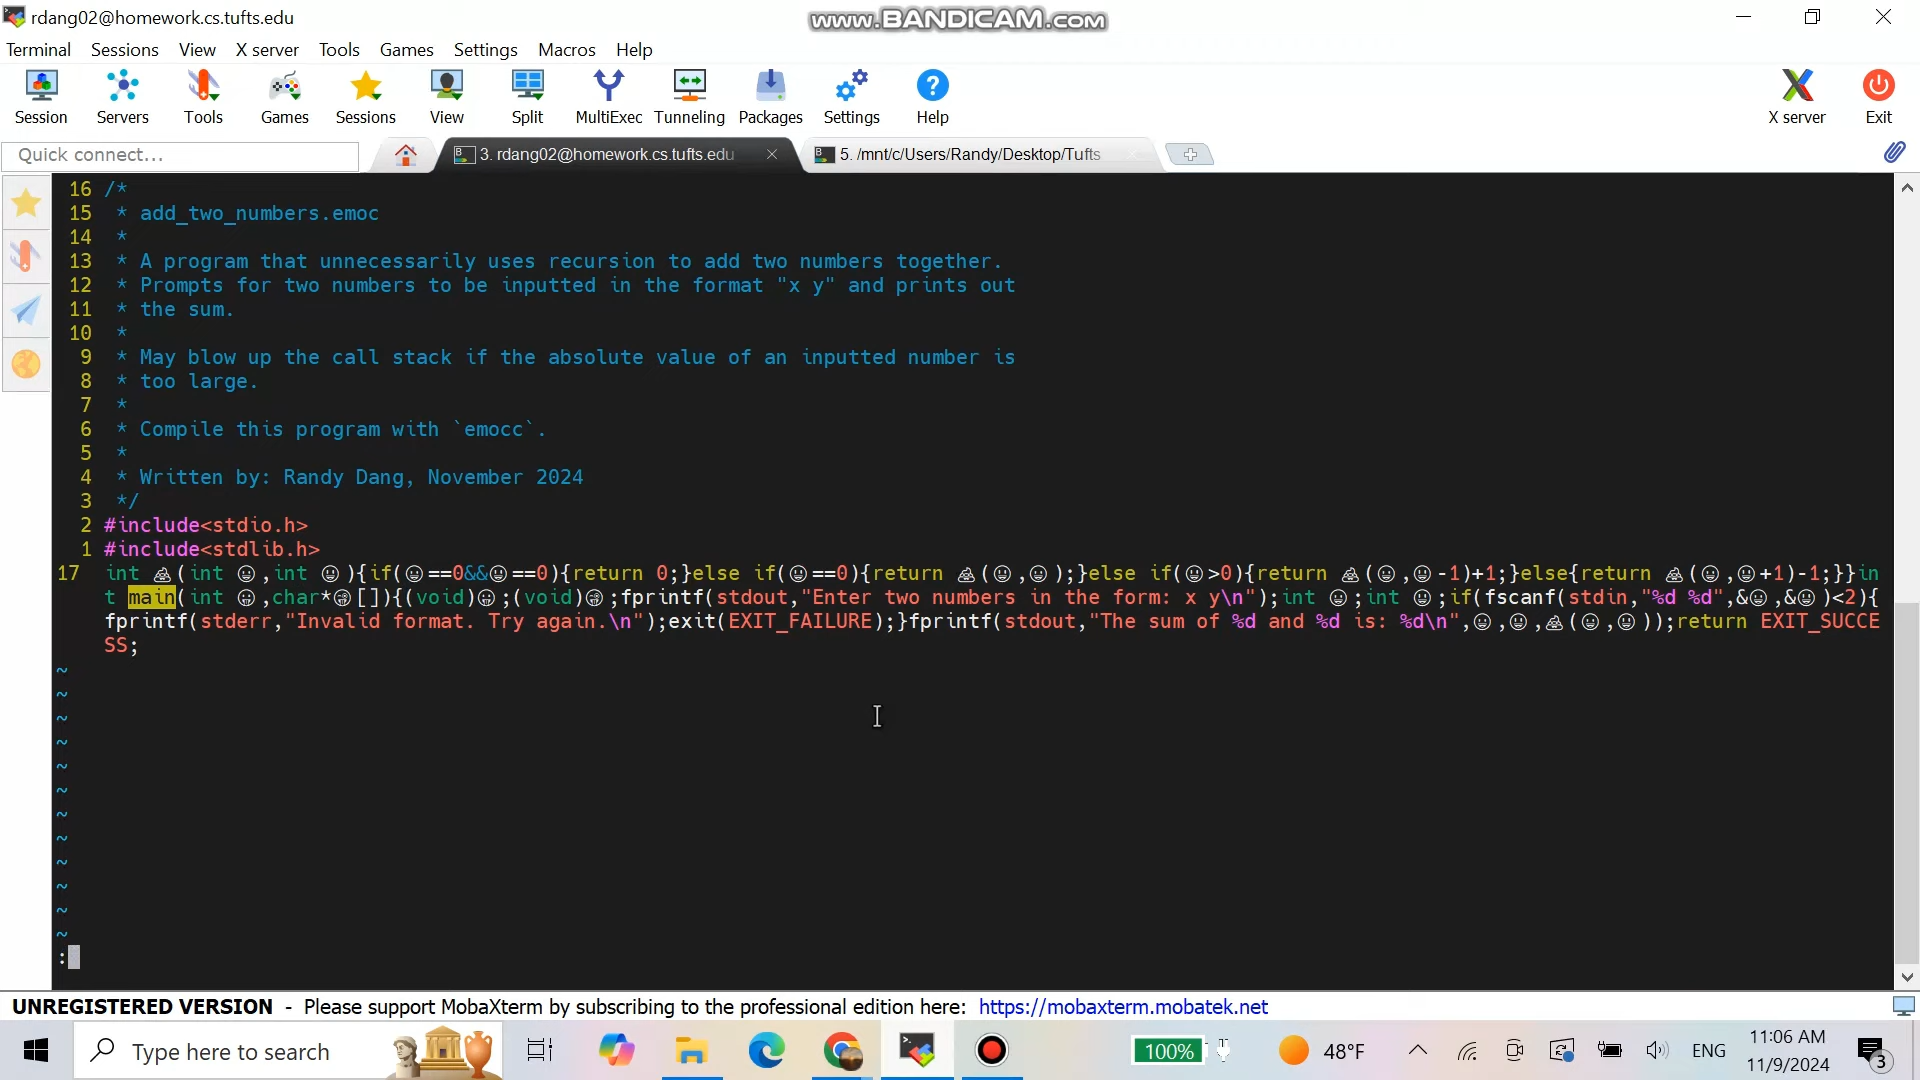 randg02@homework.cs.tufts.edu
www.BANDICAM.com
Terminal Sessions View X server Tools Games Settings Macros Help
Session Servers Tools Games Sessions View Split MultiExec Tunneling Packages Settings Help X server Exit
Quick connect...
3. rdang02@homework.cs.tufts.edu
5. /mnt/c/Users/Randy/Desktop/Tufts
16 /*
15 * add_two_numbers.emoc
14 *
13 * A program that unnecessarily uses recursion to add two numbers together.
12 * Prompts for two numbers to be inputted in the format "x y" and prints out
11 * the sum.
10 *
9 * May blow up the call stack if the absolute value of an inputted number is
8 * too large.
7 *
6 * Compile this program with `emocc`.
5 *
4 * Written by: Randy Dang, November 2024
3 */
2 #include<stdio.h>
1 #include<stdlib.h>
17 int 💩(int 😀,int 😃){if(😀==0&&😃==0){return 0;}else if(😀==0){return 💩(😃,😀);}else if(😀>0){return 💩(😃,😀-1)+1;}else{return 💩(😃,😀+1)-1;}}in
t main(int 😛,char*🤪[]){(void)😛;(void)🤪;fprintf(stdout,"Enter two numbers in the form: x y\n");int 😀;int 😃;if(fscanf(stdin,"%d %d",&😀,&😃)<2){
fprintf(stderr,"Invalid format. Try again.\n");exit(EXIT_FAILURE);}fprintf(stdout,"The sum of %d and %d is: %d\n",😀,😃,💩(😀,😃));return EXIT_SUCCE
SS;
~
~
~
~
~
~
~
~
~
~
~
~
:
UNREGISTERED VERSION - Please support MobaXterm by subscribing to the professional edition here: https://mobaxterm.mobatek.net
Type here to search
100%
48°F
ENG
11:06 AM
11/9/2024
3